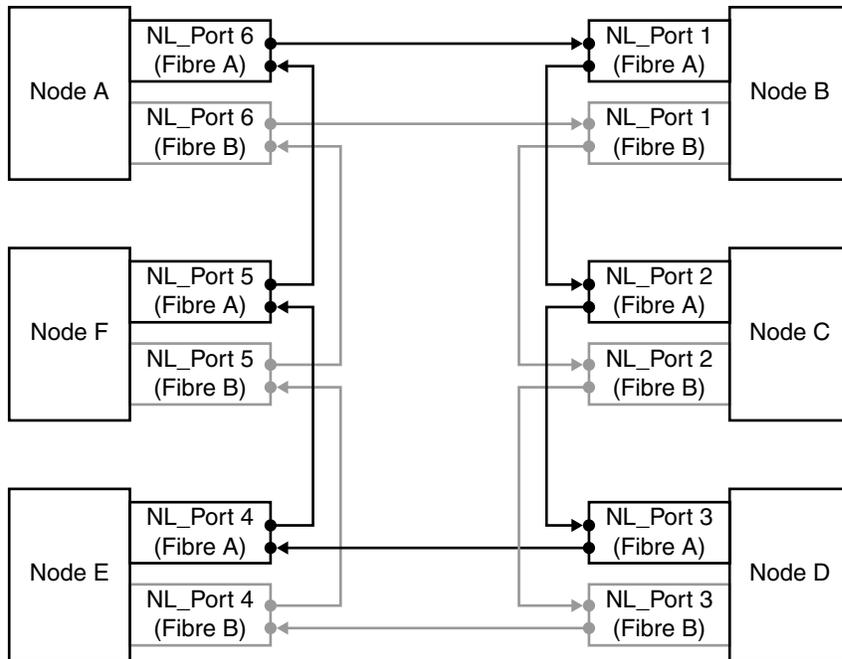 NL_Port 6
(Fibre A)
Node A
NL_Port 6
(Fibre B)
NL_Port 1
(Fibre A)
Node B
NL_Port 1
(Fibre B)
NL_Port 5
(Fibre A)
Node F
NL_Port 5
(Fibre B)
NL_Port 2
(Fibre A)
Node C
NL_Port 2
(Fibre B)
NL_Port 4
(Fibre A)
Node E
NL_Port 4
(Fibre B)
NL_Port 3
(Fibre A)
Node D
NL_Port 3
(Fibre B)